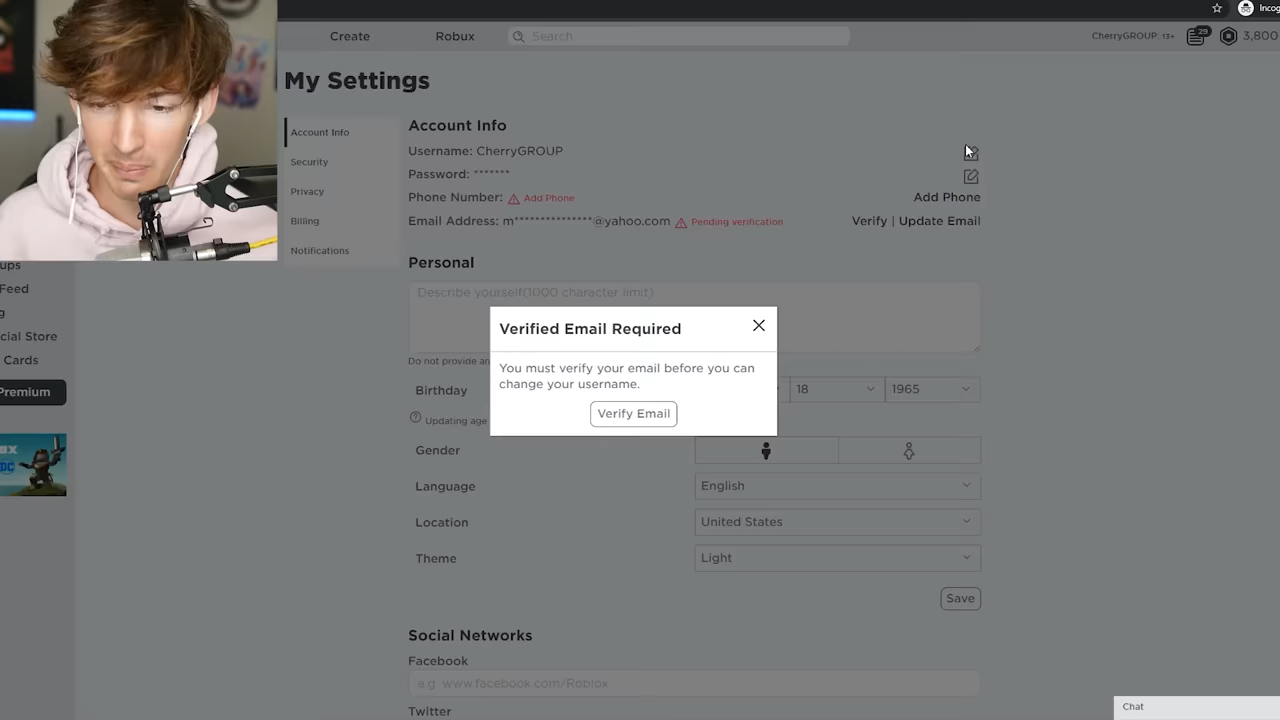 Incog
Create
Robux
Search
CherryGROUP: 13+
29
3,800
My Settings
Account Info
Security
Privacy
Billing
Notifications
Account Info
Username: CherryGROUP
Password: *******
Phone Number: Add Phone
Add Phone
Email Address: m***************@yahoo.com Pending verification
Verify | Update Email
ups
Feed
g
cial Store
Cards
Premium
ox
DC
Personal
Describe yourself(1000 character limit)
Do not provide an
Verified Email Required
You must verify your email before you can
change your username.
Verify Email
Birthday
18
1965
Updating age
Gender
Language
English
Location
United States
Theme
Light
Save
Social Networks
Facebook
e.g. www.facebook.com/Roblox
Twitter
Chat